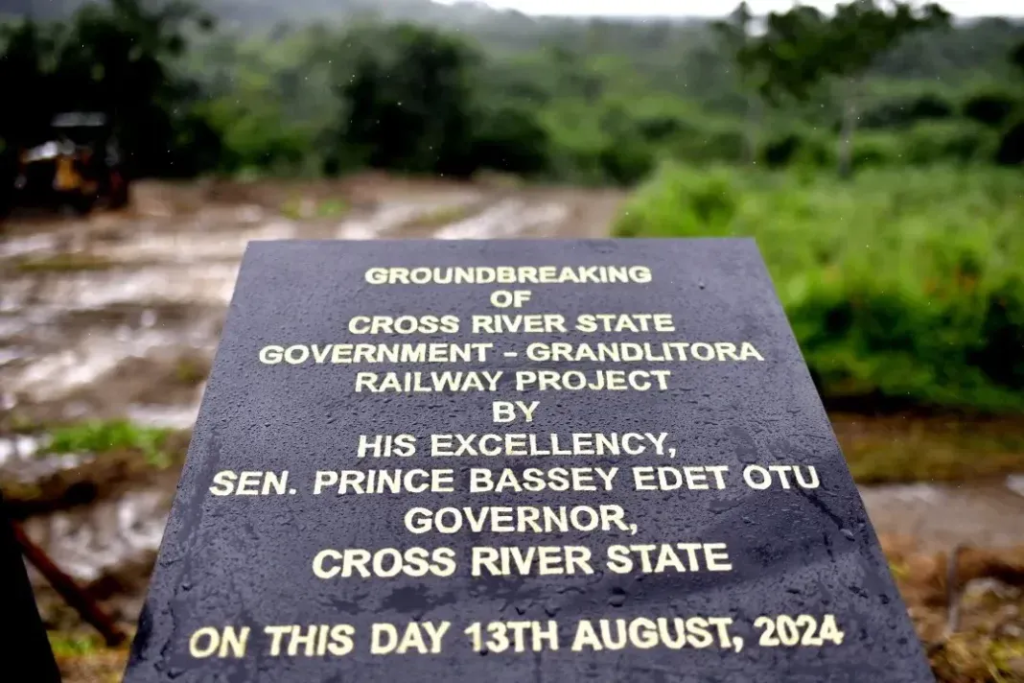 GROUNDBREAKING
OF
CROSS RIVER STATE
GOVERNMENT - GRANDLITORA
RAILWAY PROJECT
BY
HIS EXCELLENCY,
SEN. PRINCE BASSEY EDET OTU
GOVERNOR,
CROSS RIVER STATE
ON THIS DAY 13TH AUGUST, 2024